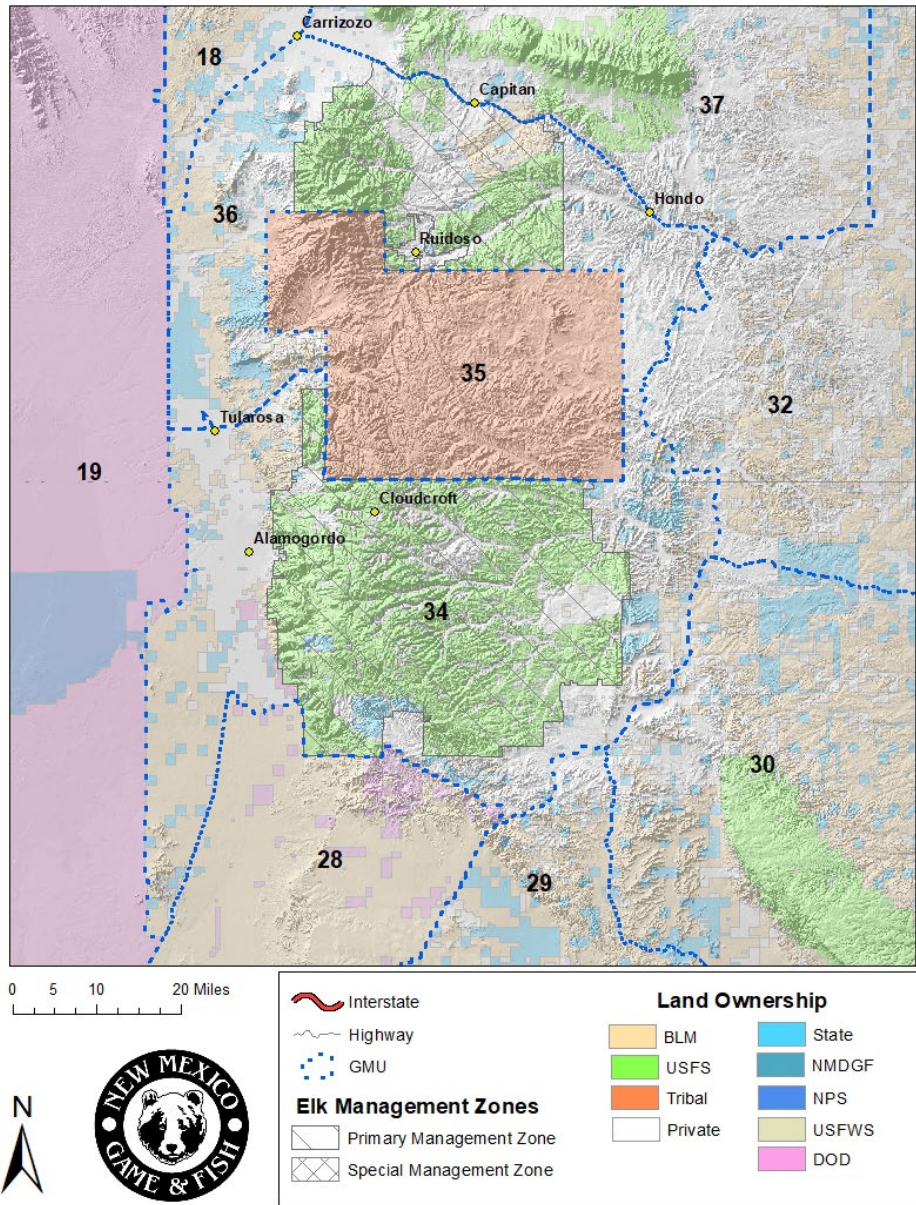 Carrizozo
18
Capitan
37
Hondo
36
Ruidoso
35
32
Tularosa
19
Cloudcroft
Alamogordo
34
30
28
29
0 5 10 20 Miles
N
NEW MEXICO
GAME & FISH
Interstate
Highway
GMU
Elk Management Zones
Primary Management Zone
Special Management Zone
Land Ownership
BLM
USFS
Tribal
Private
State
NMDGF
NPS
USFWS
DOD